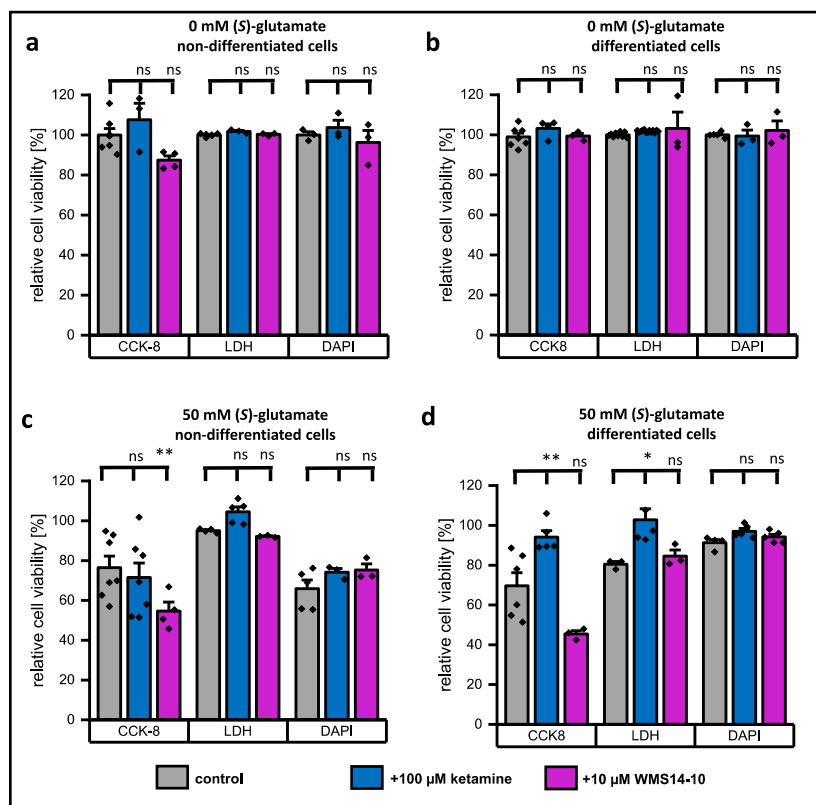 a
0 mM (S)-glutamate
non-differentiated cells
ns ns ns ns ns ns
relative cell viability [%]
120
100
80
60
40
20
0
CCK-8 LDH DAPI
b
0 mM (S)-glutamate
differentiated cells
ns ns ns ns ns ns
relative cell viability [%]
120
100
80
60
40
20
0
CCK8 LDH DAPI
c
50 mM (S)-glutamate
non-differentiated cells
ns ** ns ns ns ns
relative cell viability [%]
120
100
80
60
40
20
0
CCK-8 LDH DAPI
d
50 mM (S)-glutamate
differentiated cells
** ns * ns ns ns
relative cell viability [%]
120
100
80
60
40
20
0
CCK8 LDH DAPI
control +100 µM ketamine +10 µM WMS14-10